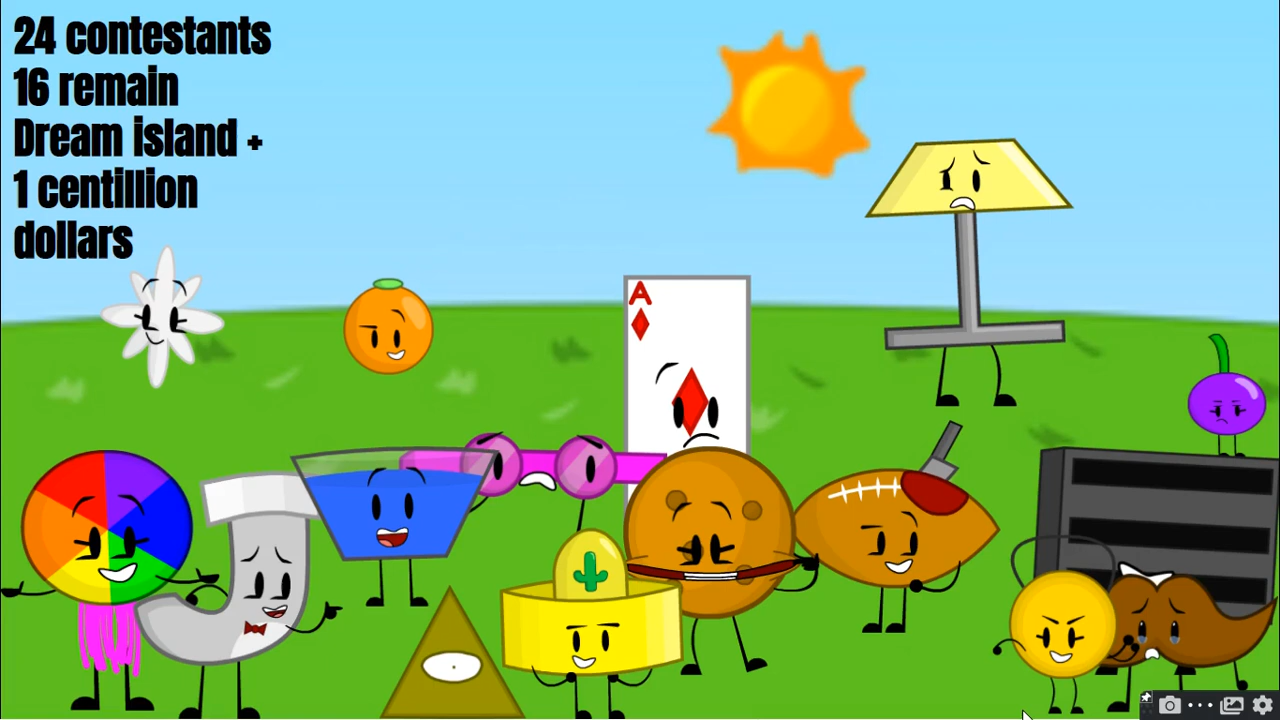 24 contestants
16 remain
Dream island +
1 centillion
dollars
A